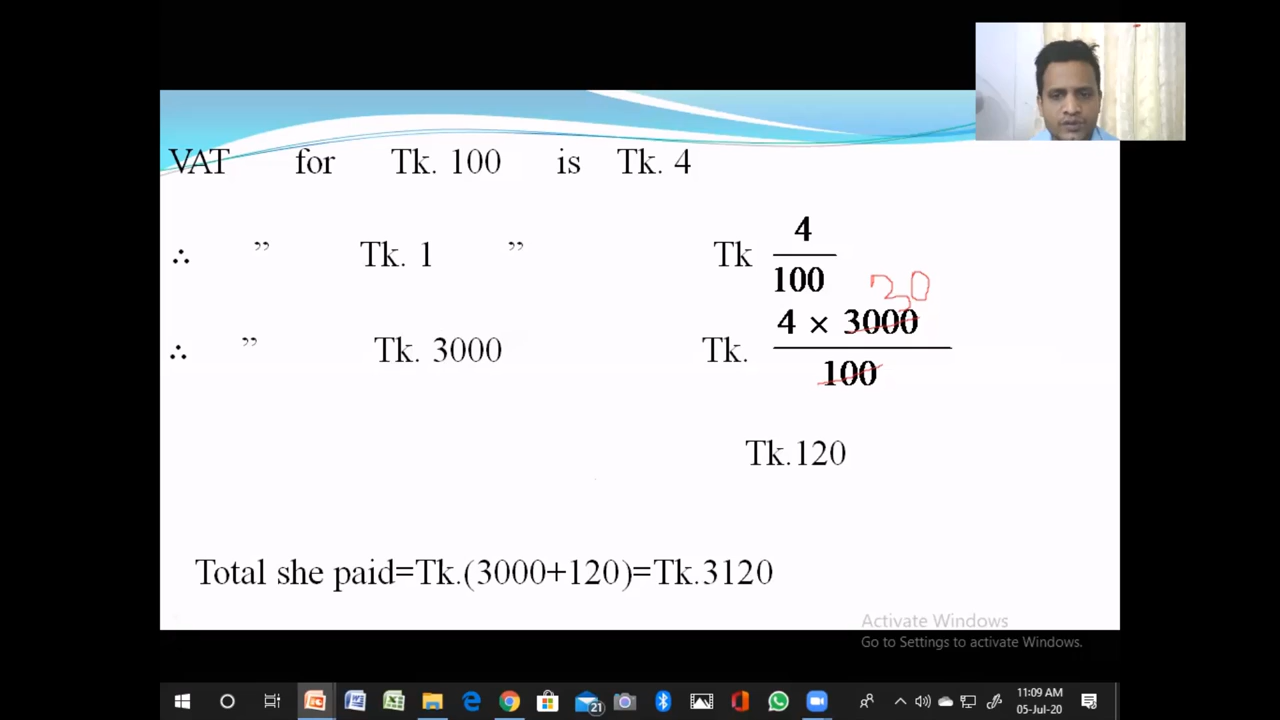 VAT for Tk. 100 is Tk. 4
∴ ” Tk. 1 ” Tk 4/100
30
∴ ” Tk. 3000 Tk. 4 × 3000/100
Tk.120
Total she paid=Tk.(3000+120)=Tk.3120
Activate Windows
Go to Settings to activate Windows.
21
11:09 AM
05-Jul-20